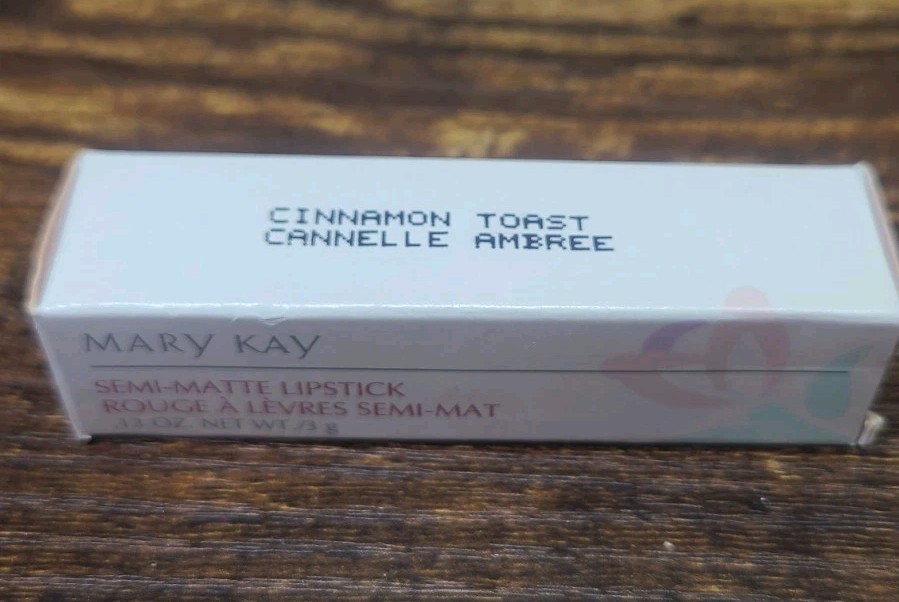 CINNAMON TOAST
CANNELLE AMBREE
MARY KAY
SEMI-MATTE LIPSTICK
ROUGE À LÈVRES SEMI-MAT
.13 OZ. NET WT./3 g